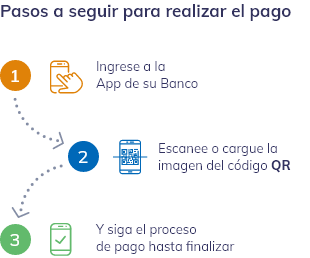 Pasos a seguir para realizar el pago
1
Ingrese a la
App de su Banco
2
Escanee o cargue la
imagen del código QR
3
Y siga el proceso
de pago hasta finalizar